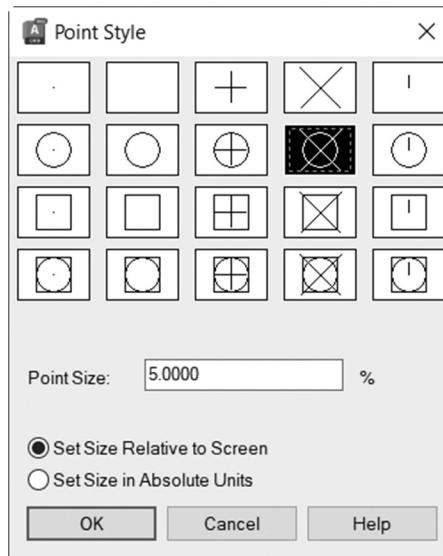 Point Style
Point Size:
5.0000
%
Set Size Relative to Screen
Set Size in Absolute Units
OK
Cancel
Help